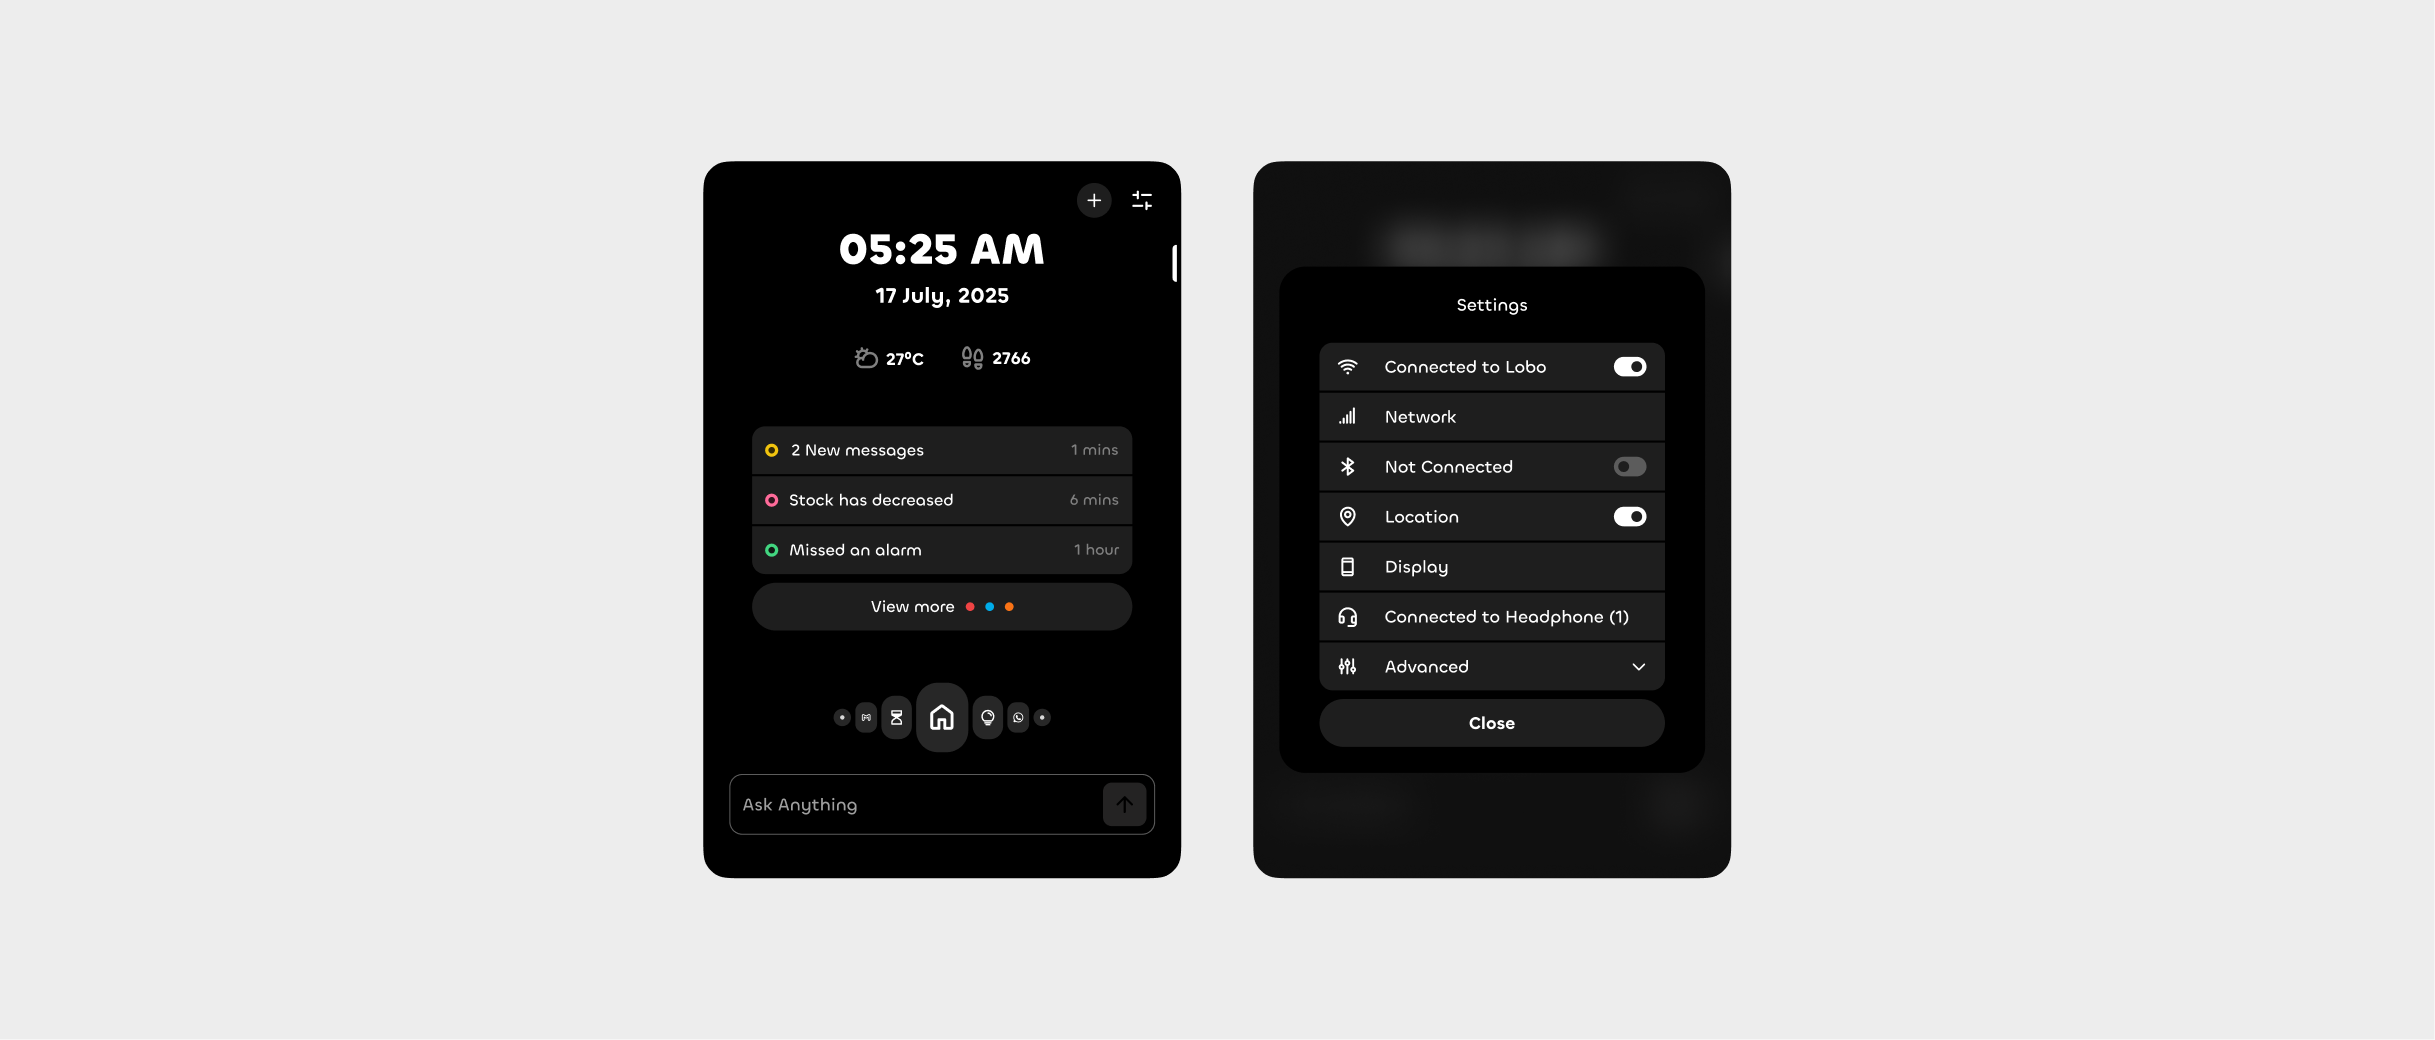 05:25 AM
17 July, 2025
27°C 2766
2 New messages 1 mins
Stock has decreased 6 mins
Missed an alarm 1 hour
View more
Ask Anything
Settings
Connected to Lobo
Network
Not Connected
Location
Display
Connected to Headphone (1)
Advanced
Close